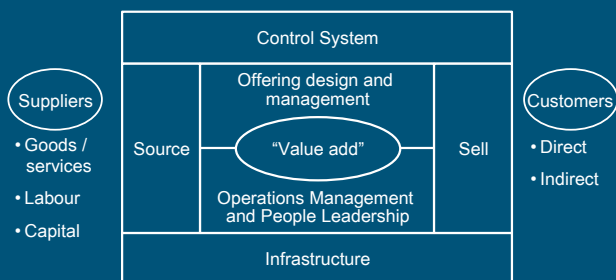 Control System
Suppliers
• Goods /
services
• Labour
• Capital
Source
Offering design and
management
“Value add”
Operations Management
and People Leadership
Sell
Infrastructure
Customers
• Direct
• Indirect